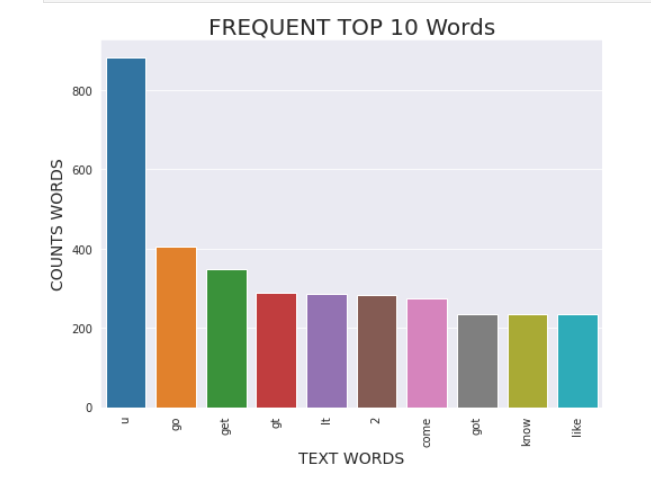 FREQUENT TOP 10 Words
COUNTS WORDS
800
600
400
200
0
u
go
get
gt
lt
2
come
got
know
like
TEXT WORDS